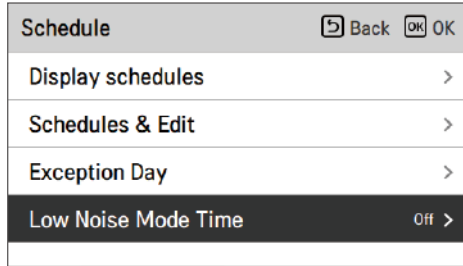 Schedule Back OK OK
Display schedules >
Schedules & Edit >
Exception Day >
Low Noise Mode Time Off >